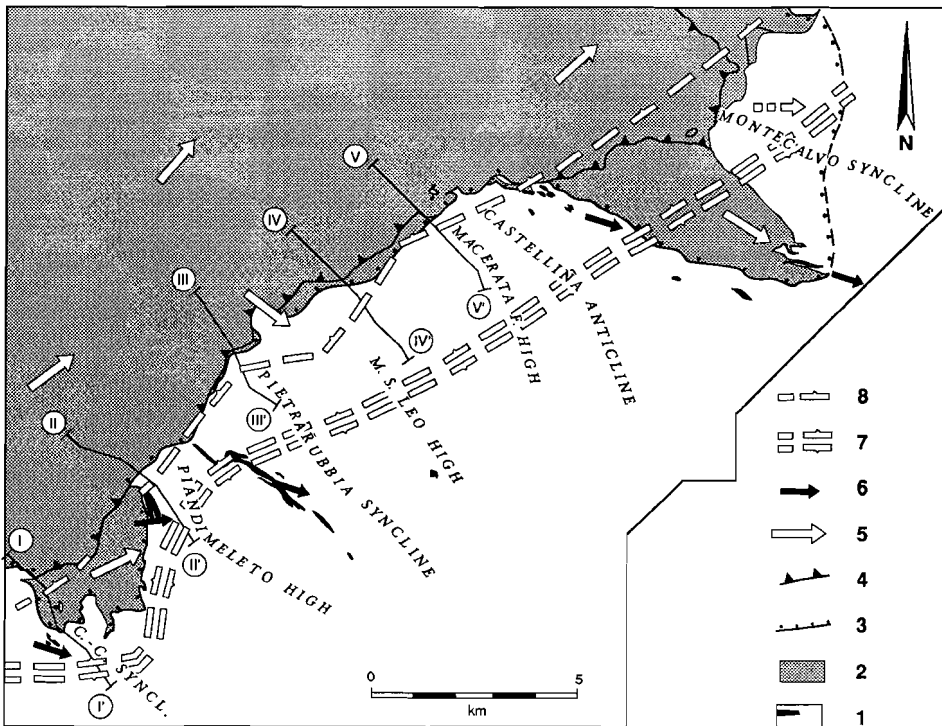 N
MONTECALVO SYNCLINE
V
CASTELLINA ANTICLINE
IV
MACERATA F. HIGH
III
V'
IV'
M. S. LEO HIGH
PIETRARUBBIA SYNCLINE
II
III'
PIANDIMELETO HIGH
I
II'
C.-C. SYNCL.
I'
0 5
km
8
7
6
5
4
3
2
1